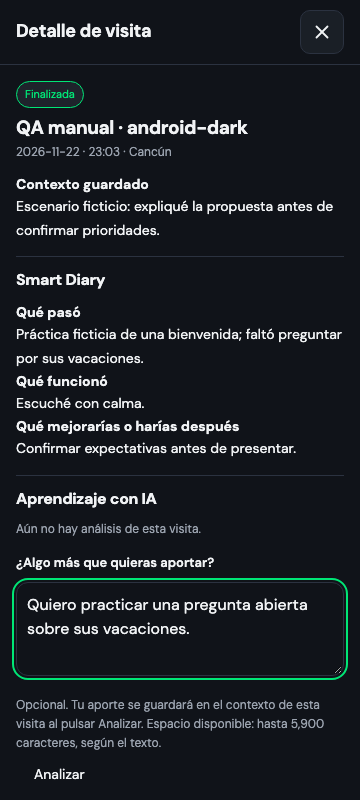 Detalle de visita
Finalizada
QA manual · android-dark
2026-11-22 · 23:03 · Cancún
Contexto guardado
Escenario ficticio: expliqué la propuesta antes de
confirmar prioridades.
Smart Diary
Qué pasó
Práctica ficticia de una bienvenida; faltó preguntar
por sus vacaciones.
Qué funcionó
Escuché con calma.
Qué mejorarías o harías después
Confirmar expectativas antes de presentar.
Aprendizaje con IA
Aún no hay análisis de esta visita.
¿Algo más que quieras aportar?
Quiero practicar una pregunta abierta
sobre sus vacaciones.
Opcional. Tu aporte se guardará en el contexto de esta
visita al pulsar Analizar. Espacio disponible: hasta 5,900
caracteres, según el texto.
Analizar